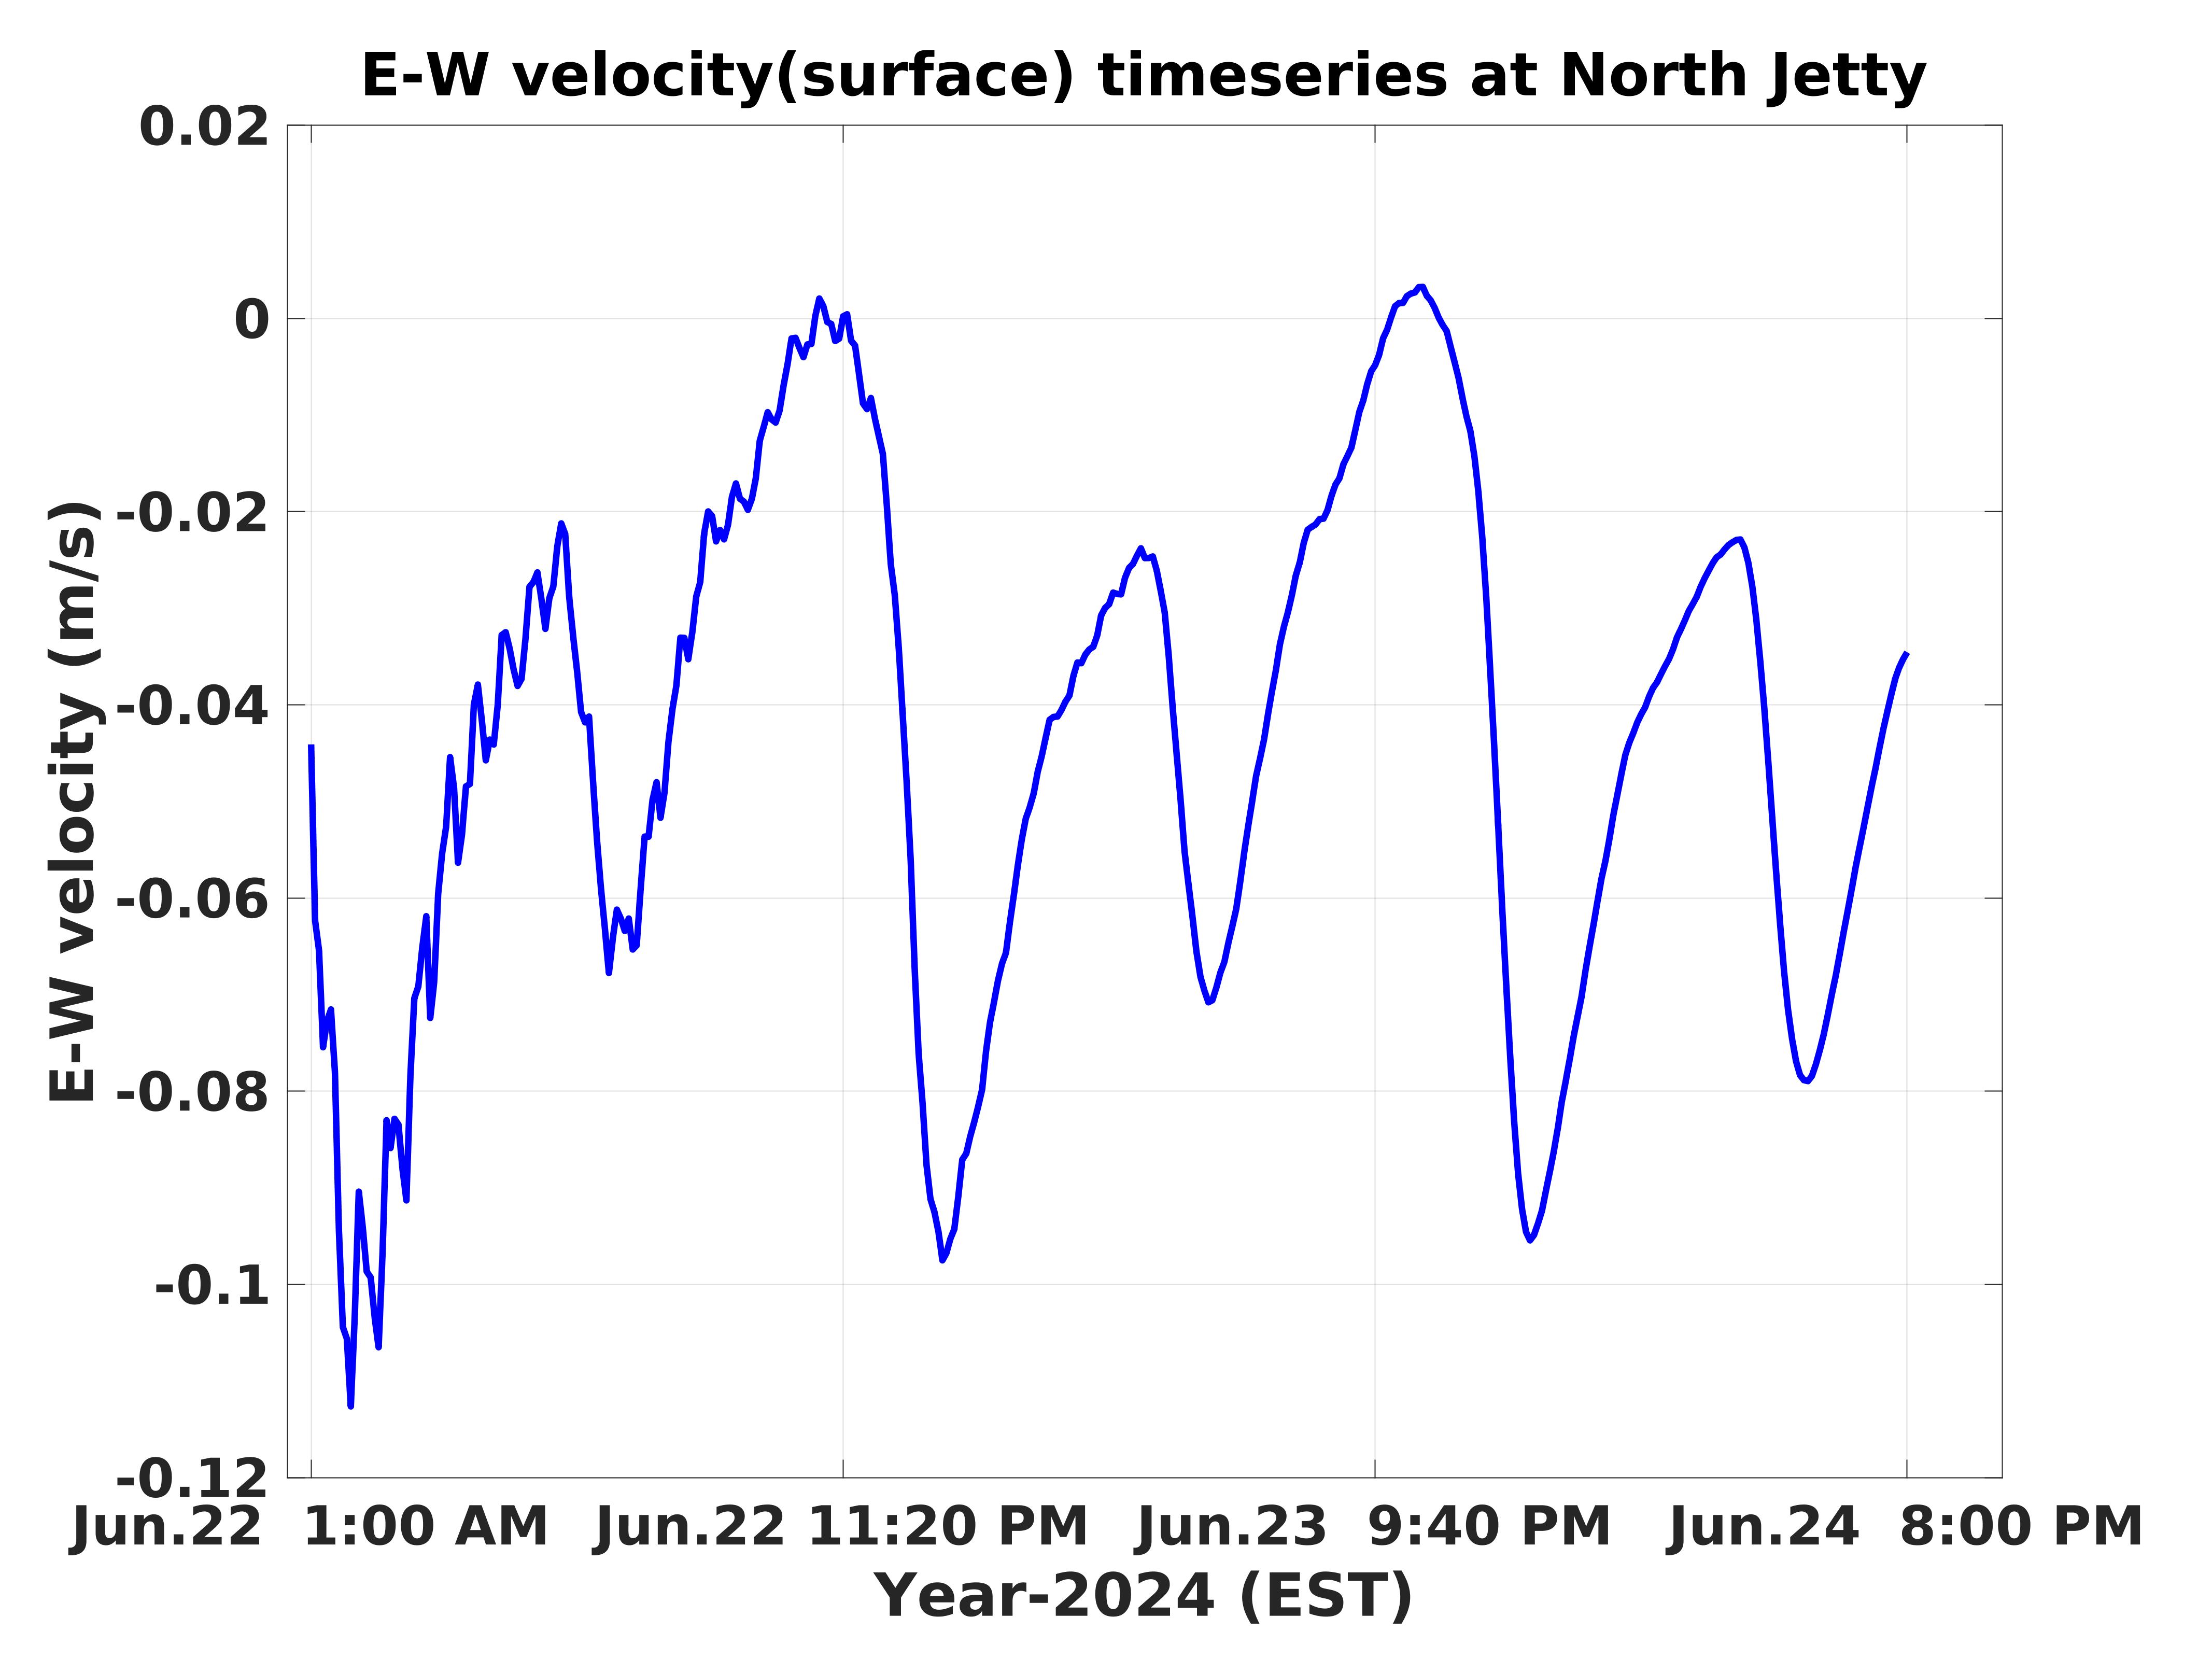 E-W velocity(surface) timeseries at North Jetty
0.02
0
-0.02
-0.04
-0.06
-0.08
-0.1
-0.12
E-W velocity (m/s)
Jun.22 1:00 AM Jun.22 11:20 PM Jun.23 9:40 PM Jun.24 8:00 PM
Year-2024 (EST)